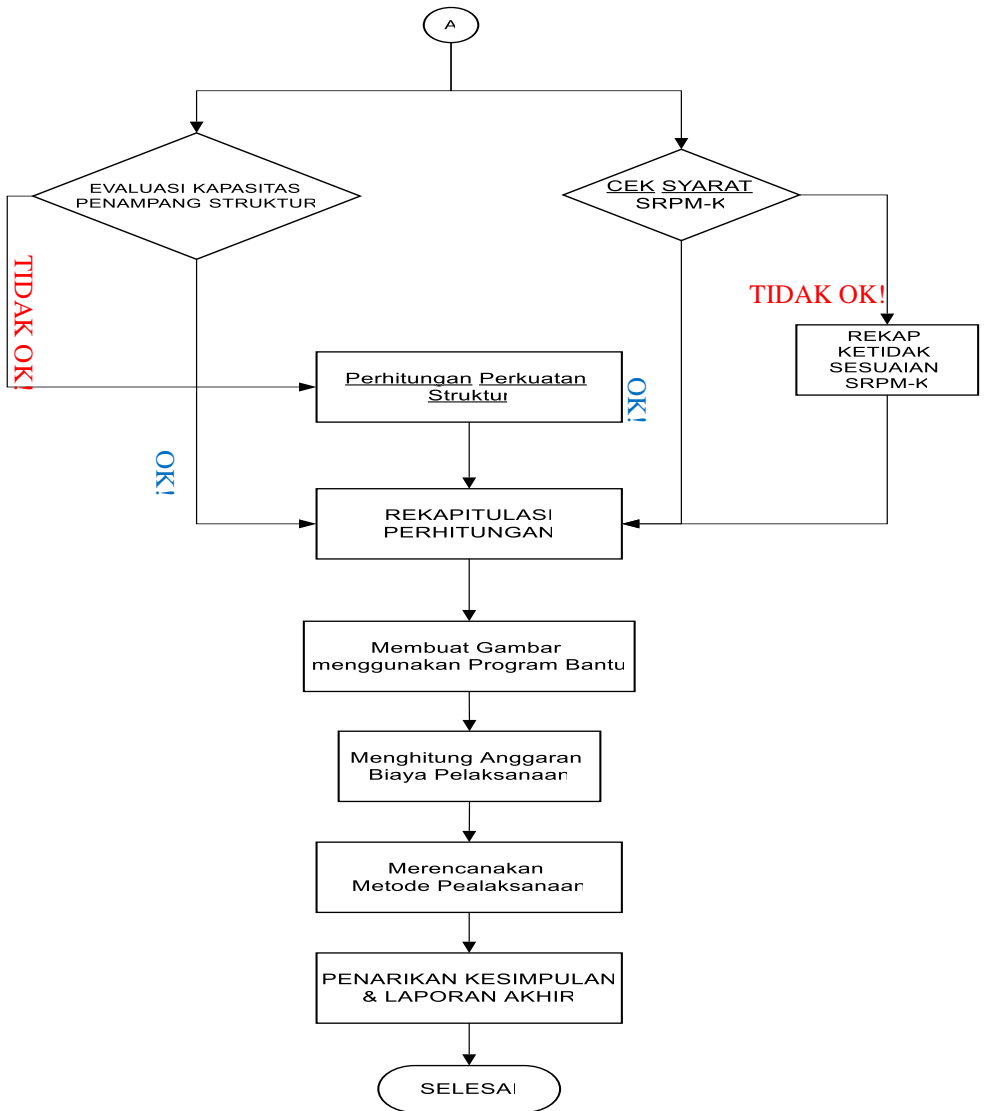 A
EVALUASI KAPASITAS
PENAMPANG STRUKTUR
CEK SYARAT
SRPM-K
TIDAK OK!
TIDAK OK!
REKAP
KETIDAK
SESUAIAN
SRPM-K
Perhitungan Perkuatan
Struktur
OK!
OK!
REKAPITULASI
PERHITUNGAN
Membuat Gambar
menggunakan Program Bantu
Menghitung Anggaran
Biaya Pelaksanaan
Merencanakan
Metode Pealaksanaan
PENARIKAN KESIMPULAN
& LAPORAN AKHIR
SELESAI